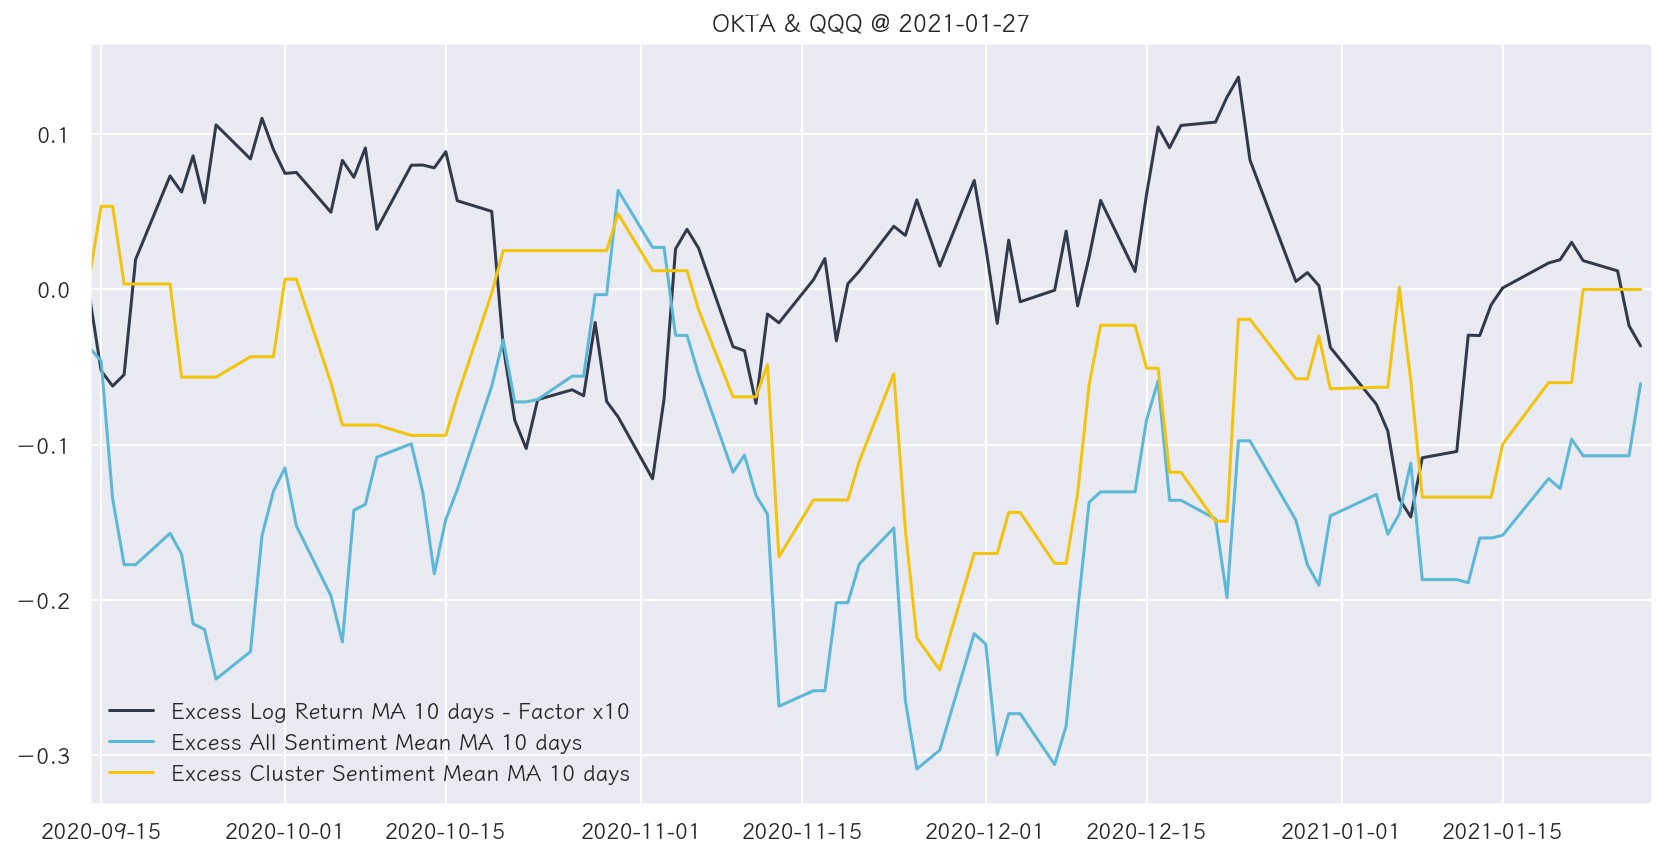 OKTA & QQQ @ 2021-01-27
0.1
0.0
−0.1
−0.2
−0.3
Excess Log Return MA 10 days - Factor x10
Excess All Sentiment Mean MA 10 days
Excess Cluster Sentiment Mean MA 10 days
2020-09-15 2020-10-01 2020-10-15 2020-11-01 2020-11-15 2020-12-01 2020-12-15 2021-01-01 2021-01-15